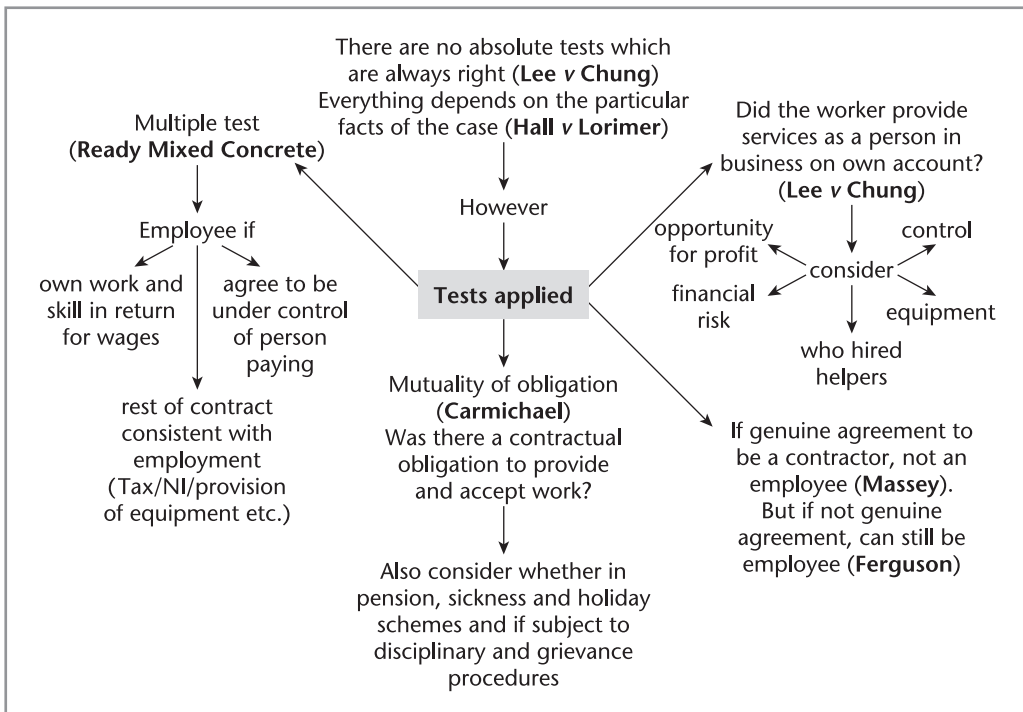 There are no absolute tests which
are always right (Lee v Chung)
Everything depends on the particular
facts of the case (Hall v Lorimer)
However
Tests applied
Multiple test
(Ready Mixed Concrete)
Employee if
own work and
skill in return
for wages
agree to be
under control
of person
paying
rest of contract
consistent with
employment
(Tax/NI/provision
of equipment etc.)
Mutuality of obligation
(Carmichael)
Was there a contractual
obligation to provide
and accept work?
Also consider whether in
pension, sickness and holiday
schemes and if subject to
disciplinary and grievance
procedures
Did the worker provide
services as a person in
business on own account?
(Lee v Chung)
consider
opportunity
for profit
control
financial
risk
equipment
who hired
helpers
If genuine agreement to
be a contractor, not an
employee (Massey).
But if not genuine
agreement, can still be
employee (Ferguson)